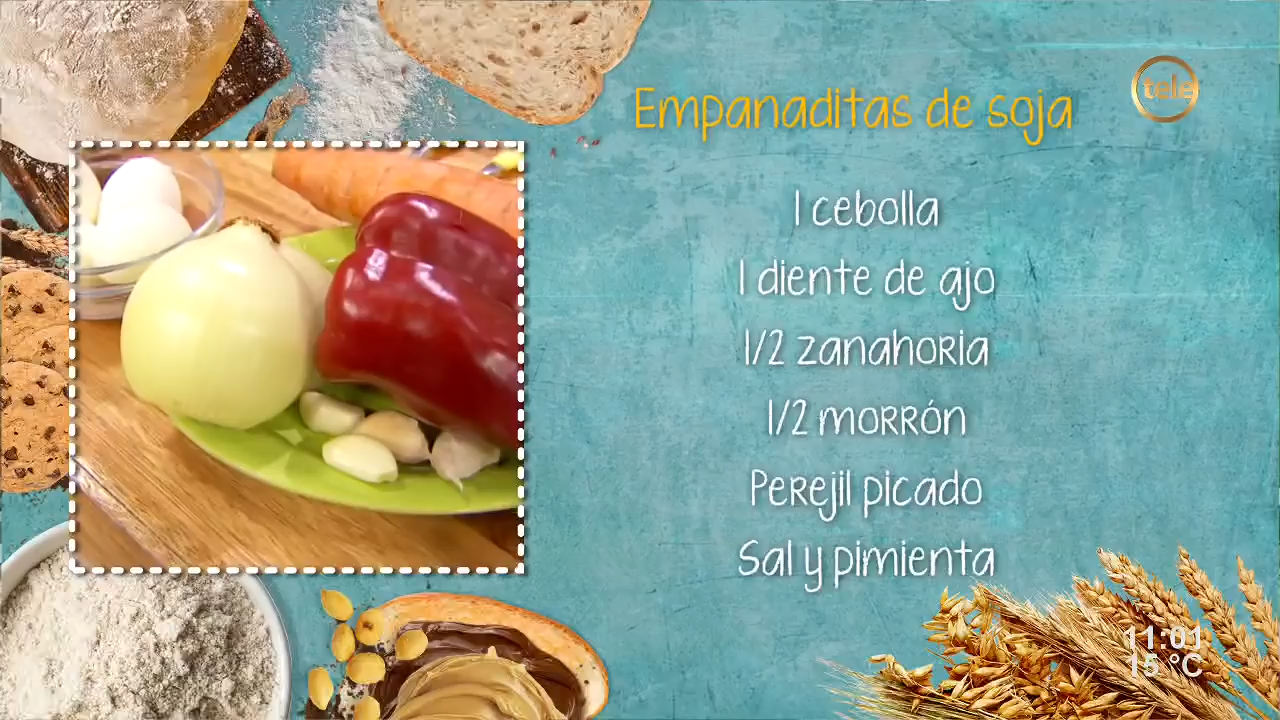 Empanaditas de soja
tele
1 cebolla
1 diente de ajo
1/2 zanahoria
1/2 morrón
Perejil picado
Sal y pimienta
11:01
15 °C